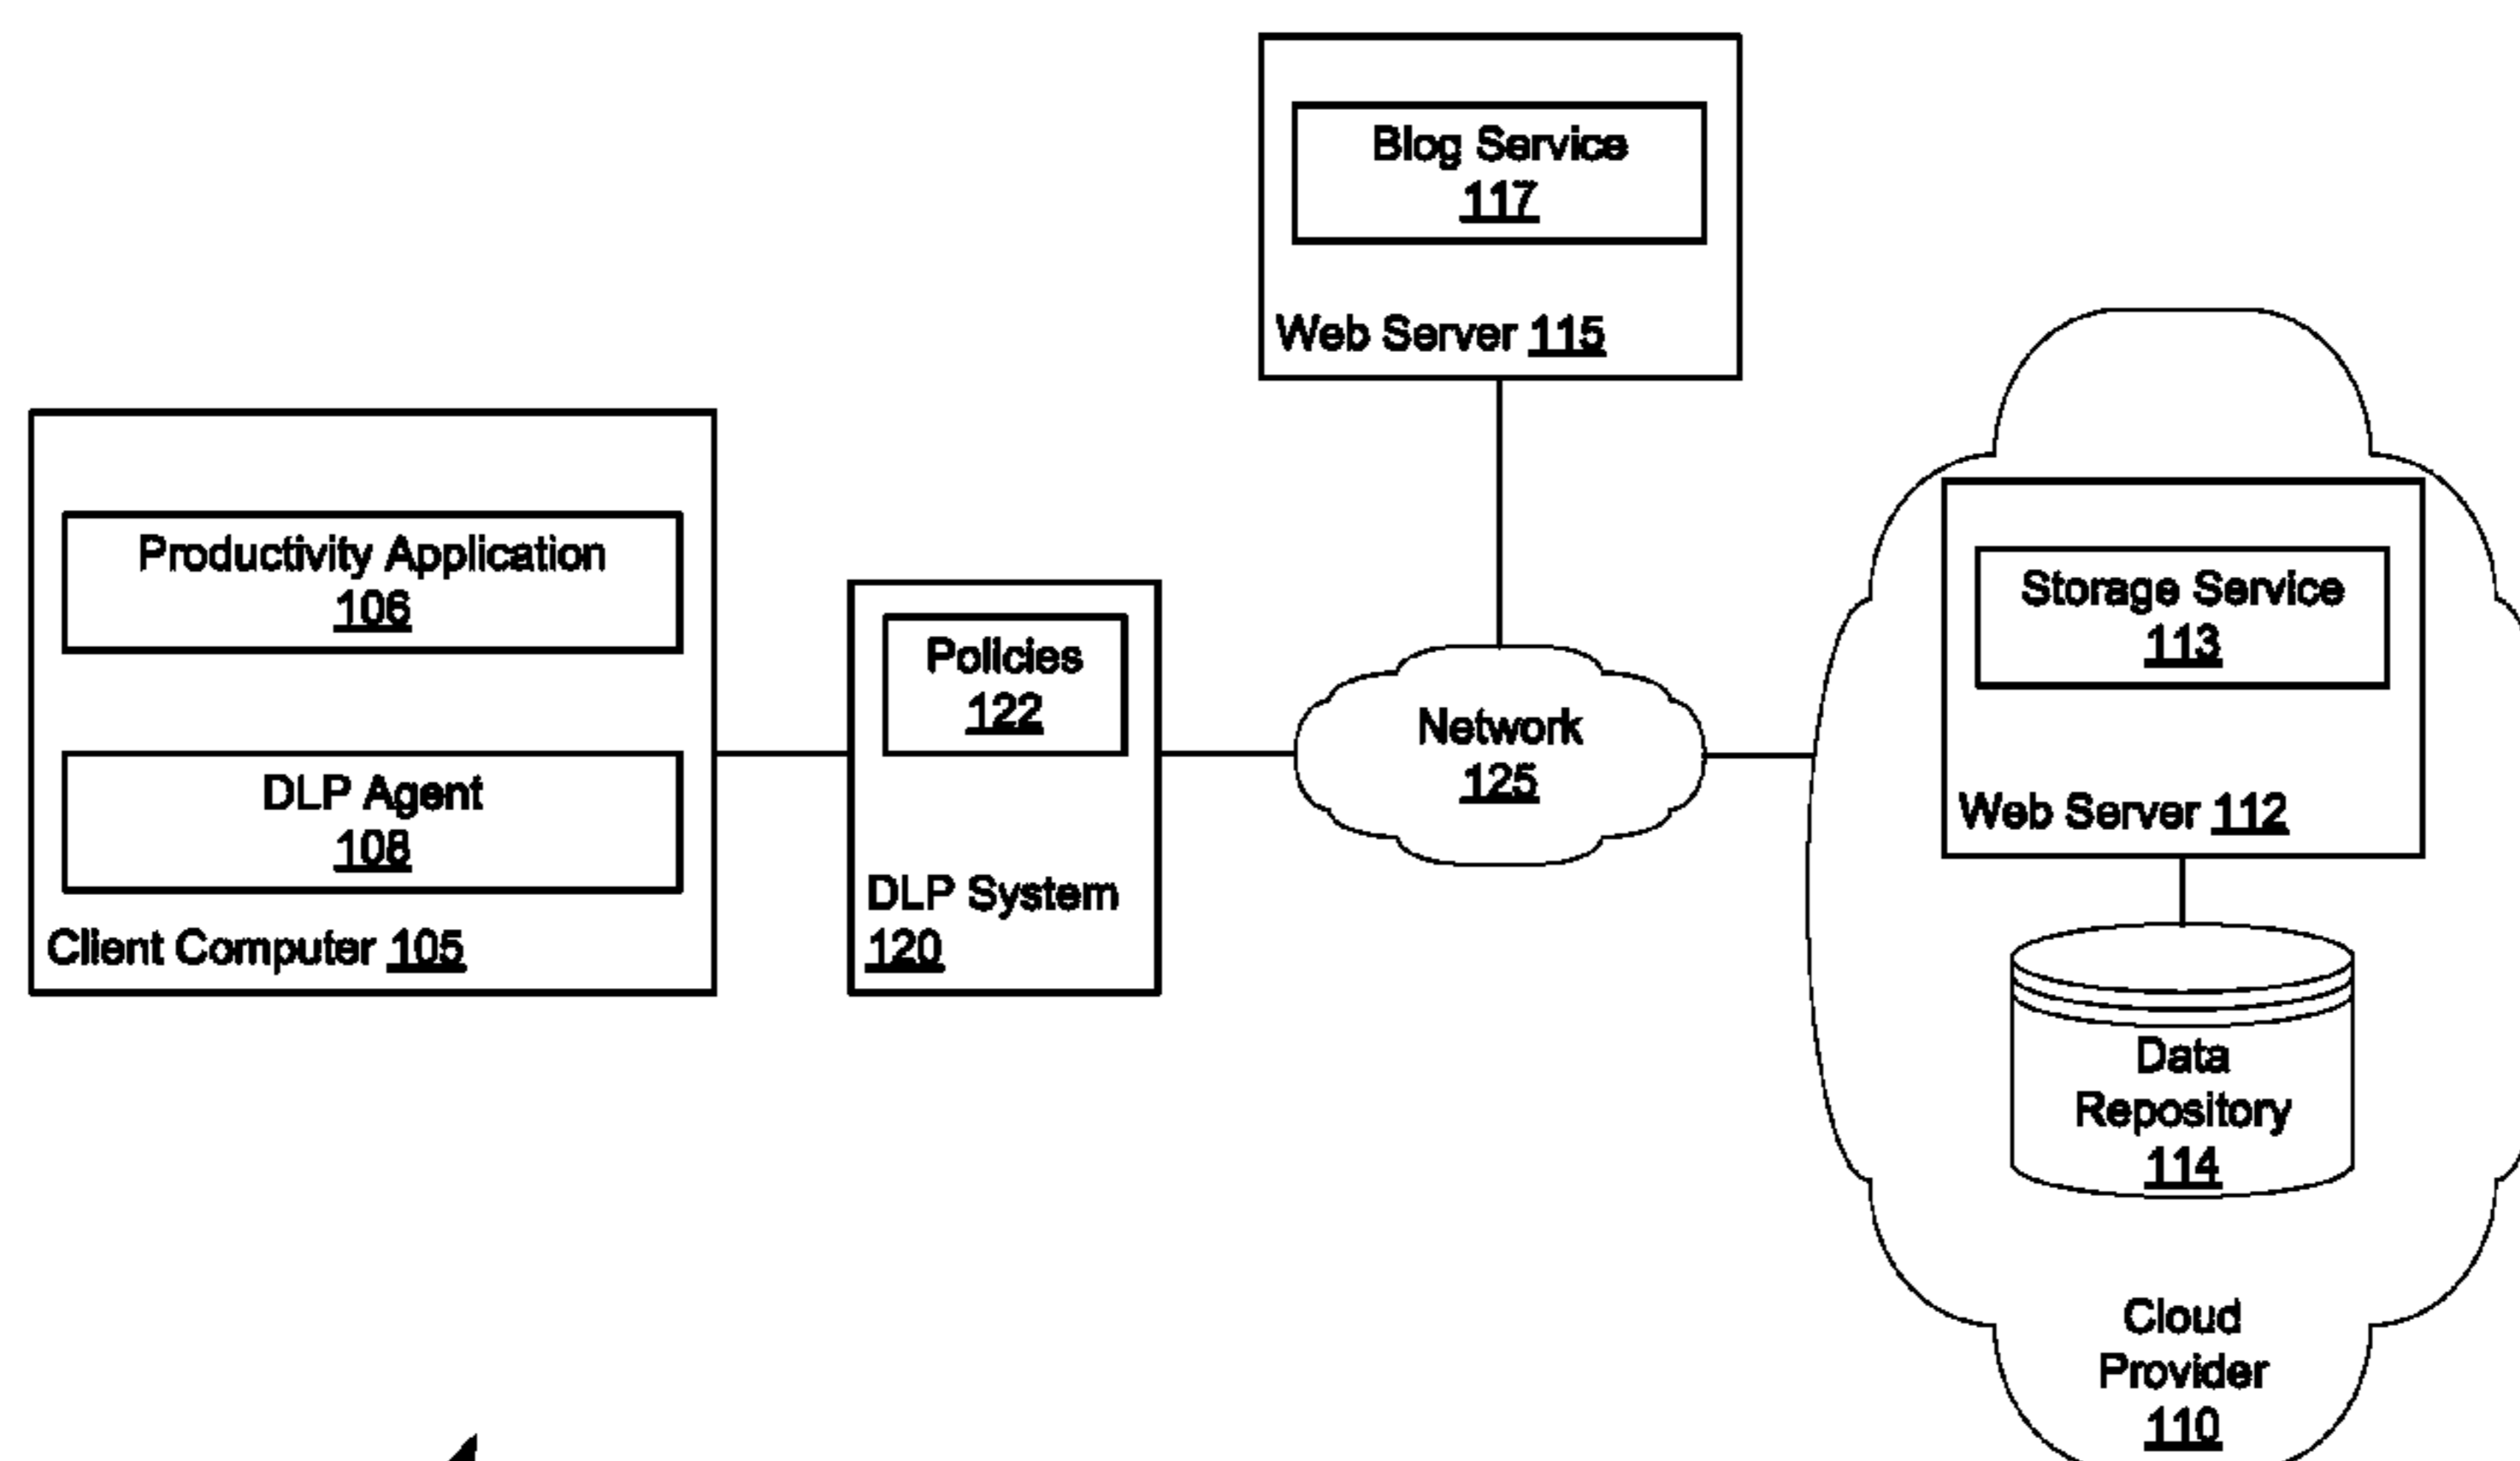 Blog Service
117
Web Server 115
Productivity Application
106
DLP Agent
108
Client Computer 105
Policies
122
DLP System
120
Network
125
Storage Service
113
Web Server 112
Data
Repository
114
Cloud
Provider
110